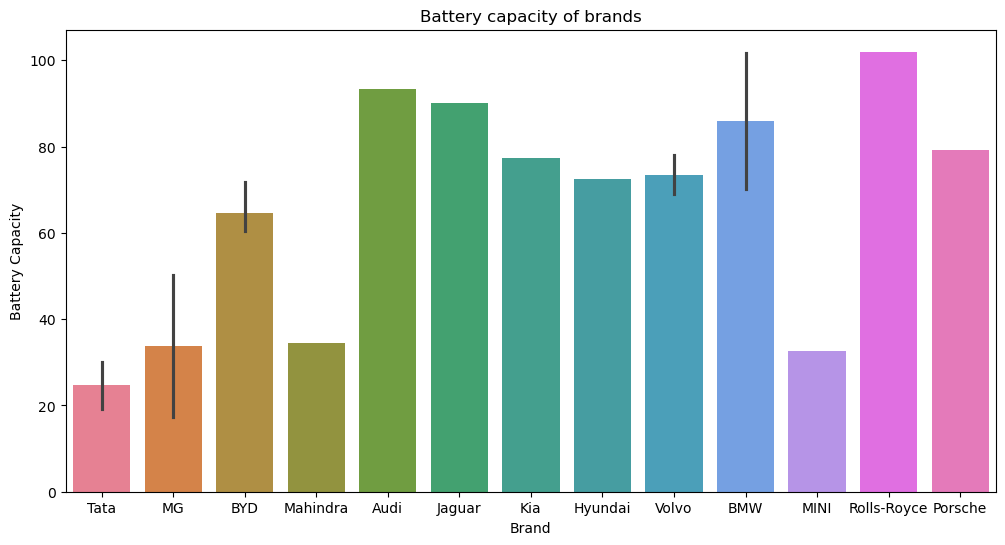 Battery capacity of brands
100
80
60
40
20
0
Battery Capacity
Tata MG BYD Mahindra Audi Jaguar Kia Hyundai Volvo BMW MINI Rolls-Royce Porsche
Brand